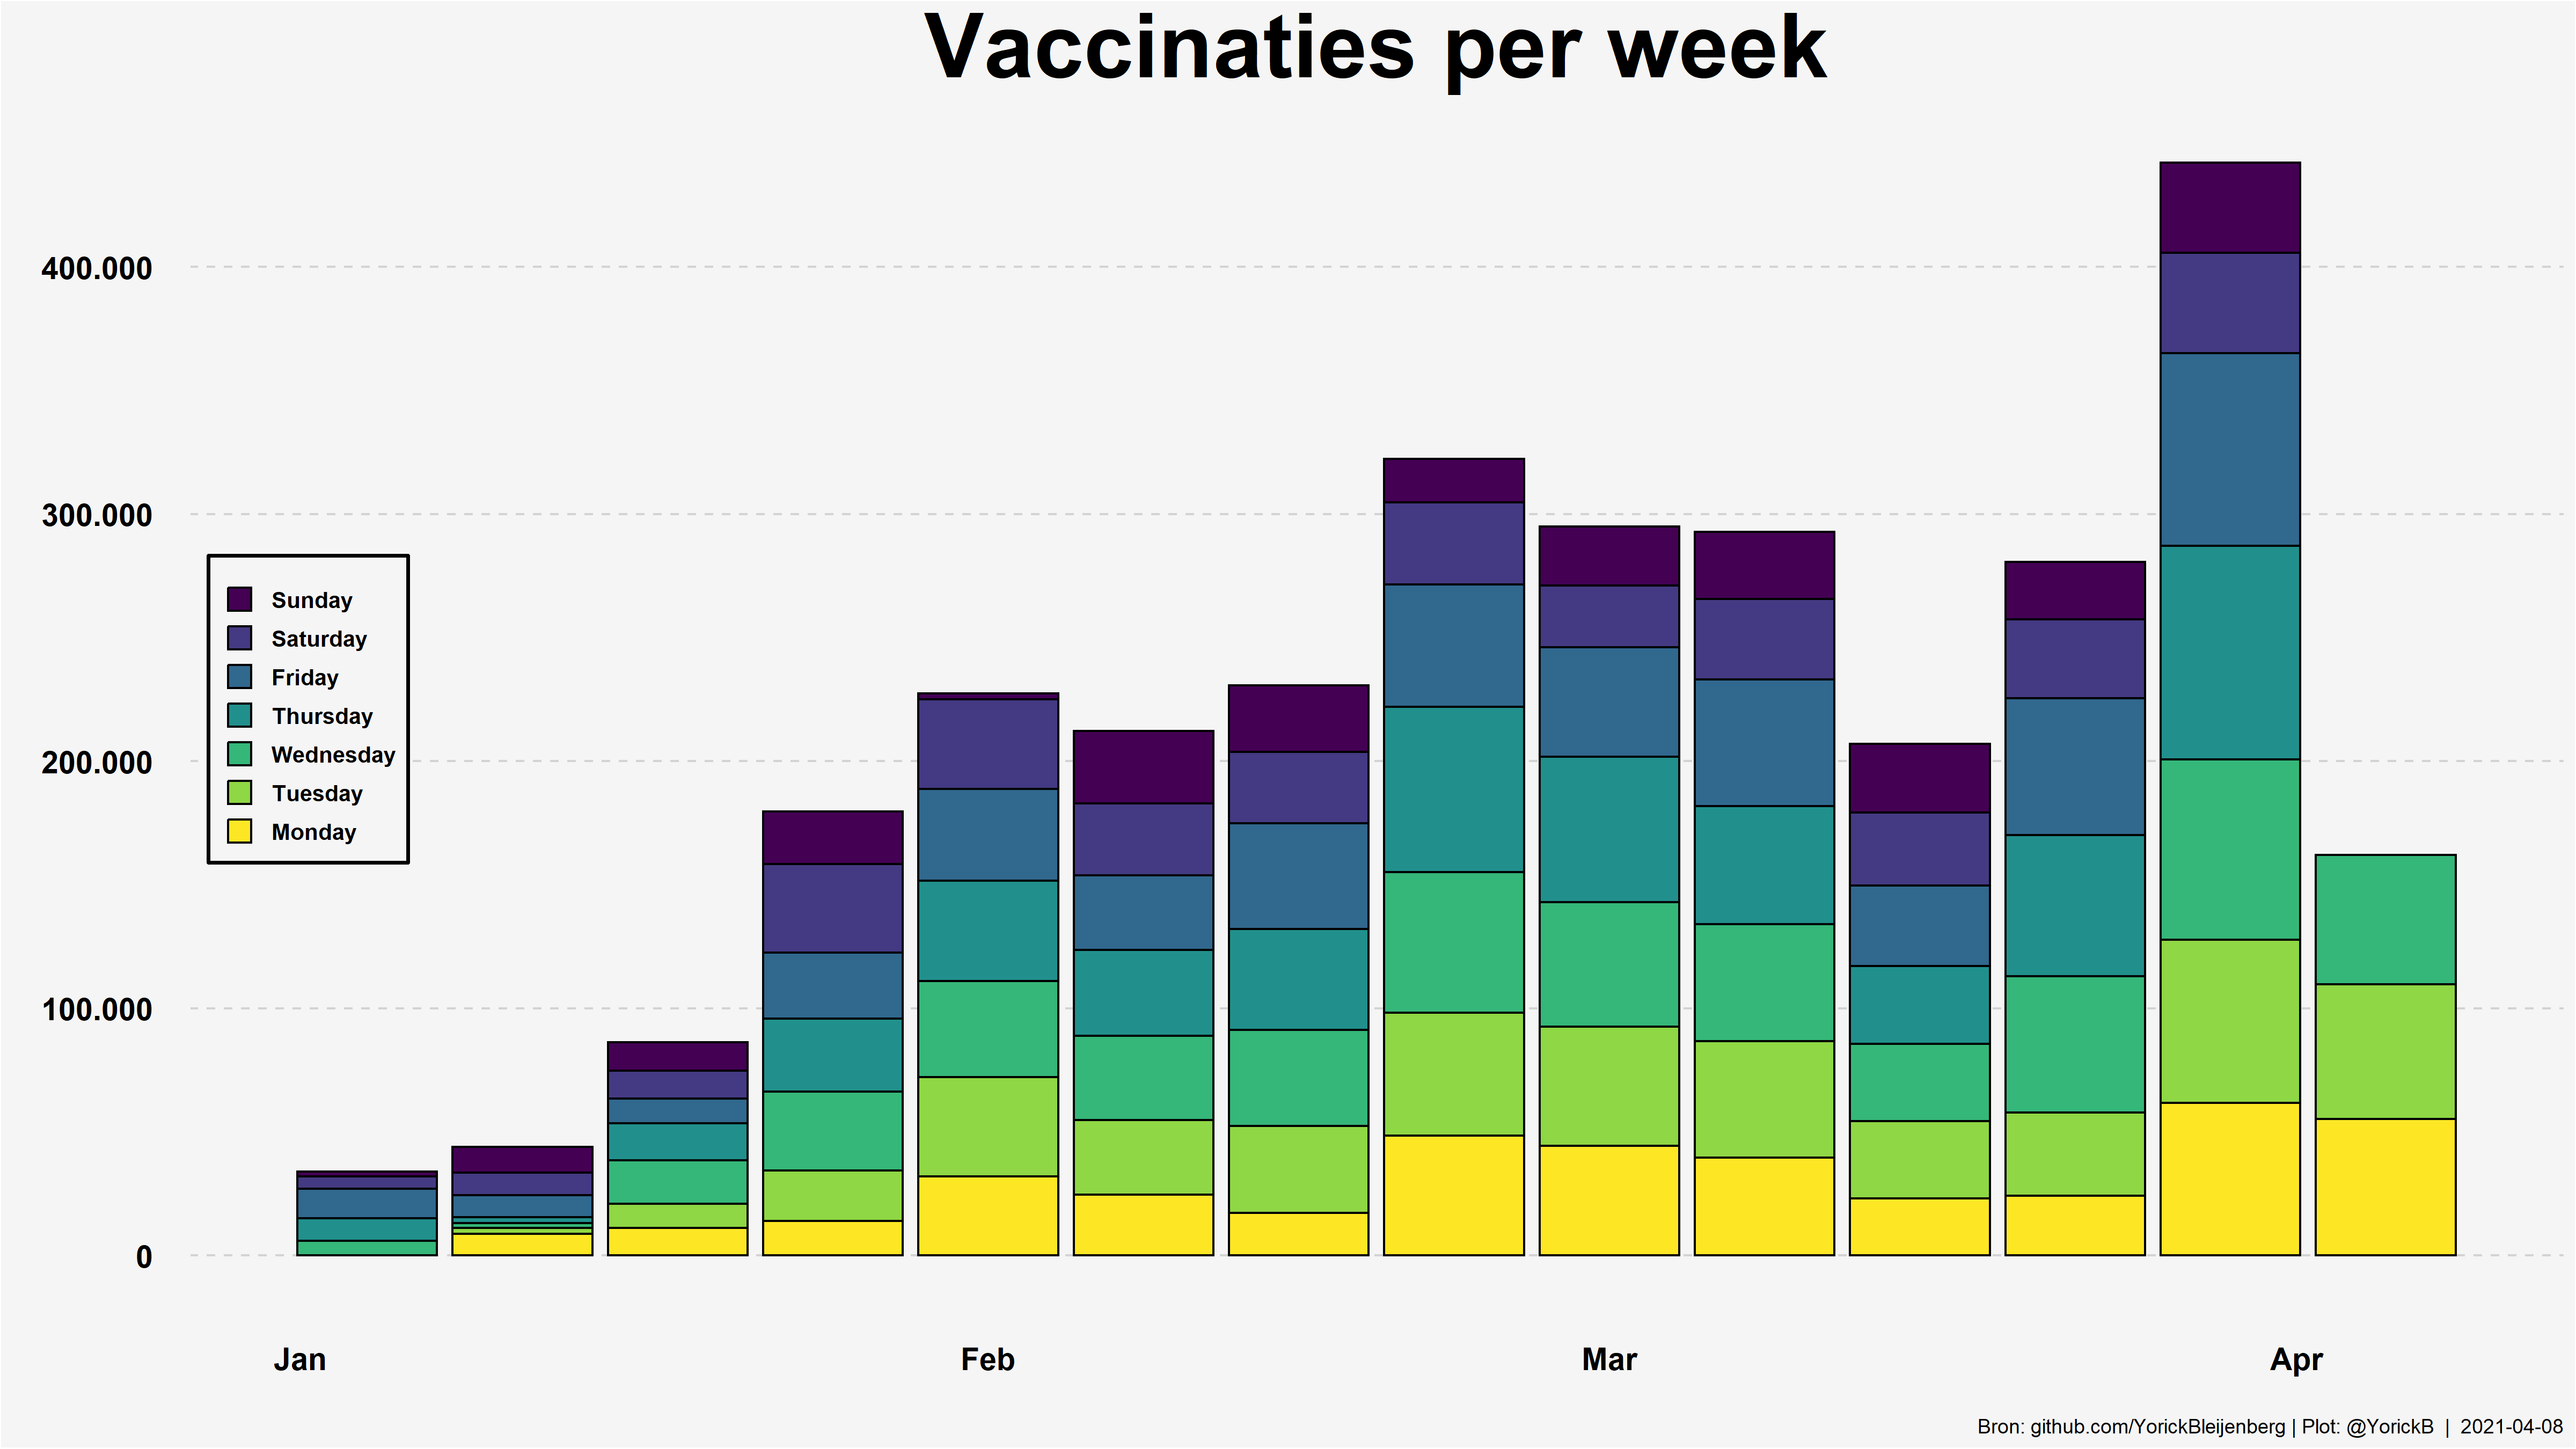 Vaccinaties per week
400.000
300.000
200.000
100.000
0
Sunday
Saturday
Friday
Thursday
Wednesday
Tuesday
Monday
Jan Feb Mar Apr
Bron: github.com/YorickBleijenberg | Plot: @YorickB | 2021-04-08